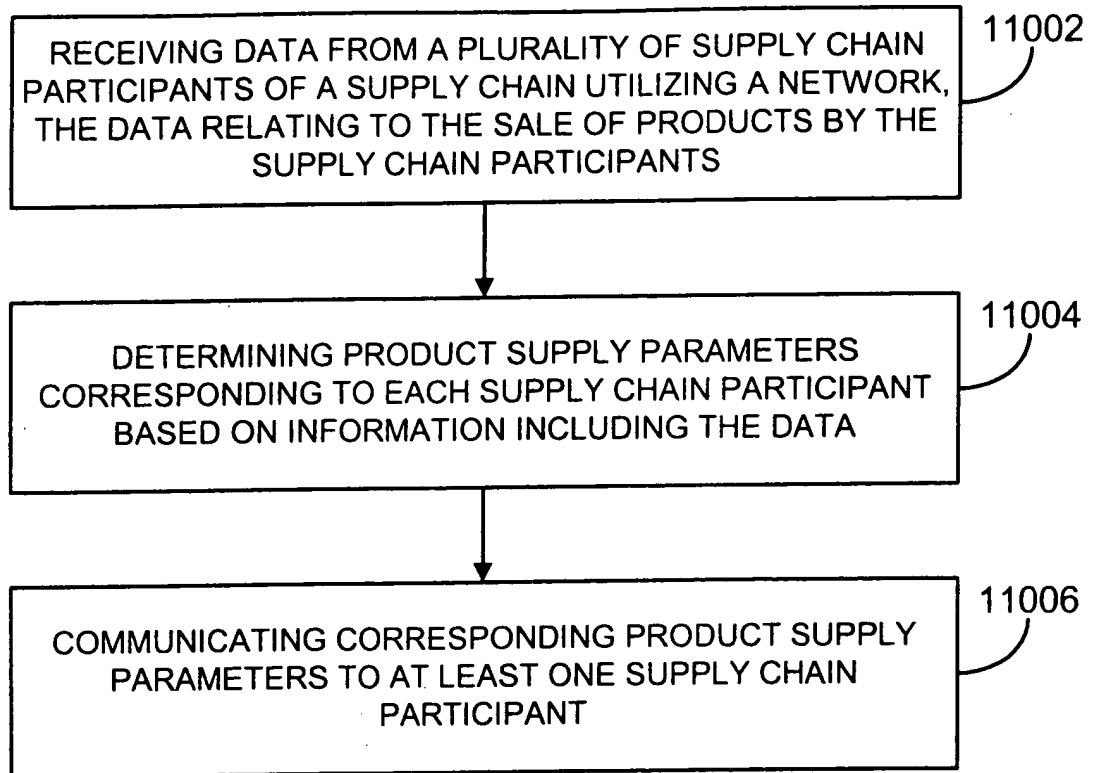 RECEIVING DATA FROM A PLURALITY OF SUPPLY CHAIN
PARTICIPANTS OF A SUPPLY CHAIN UTILIZING A NETWORK,
THE DATA RELATING TO THE SALE OF PRODUCTS BY THE
SUPPLY CHAIN PARTICIPANTS
11002
DETERMINING PRODUCT SUPPLY PARAMETERS
CORRESPONDING TO EACH SUPPLY CHAIN PARTICIPANT
BASED ON INFORMATION INCLUDING THE DATA
11004
COMMUNICATING CORRESPONDING PRODUCT SUPPLY
PARAMETERS TO AT LEAST ONE SUPPLY CHAIN
PARTICIPANT
11006